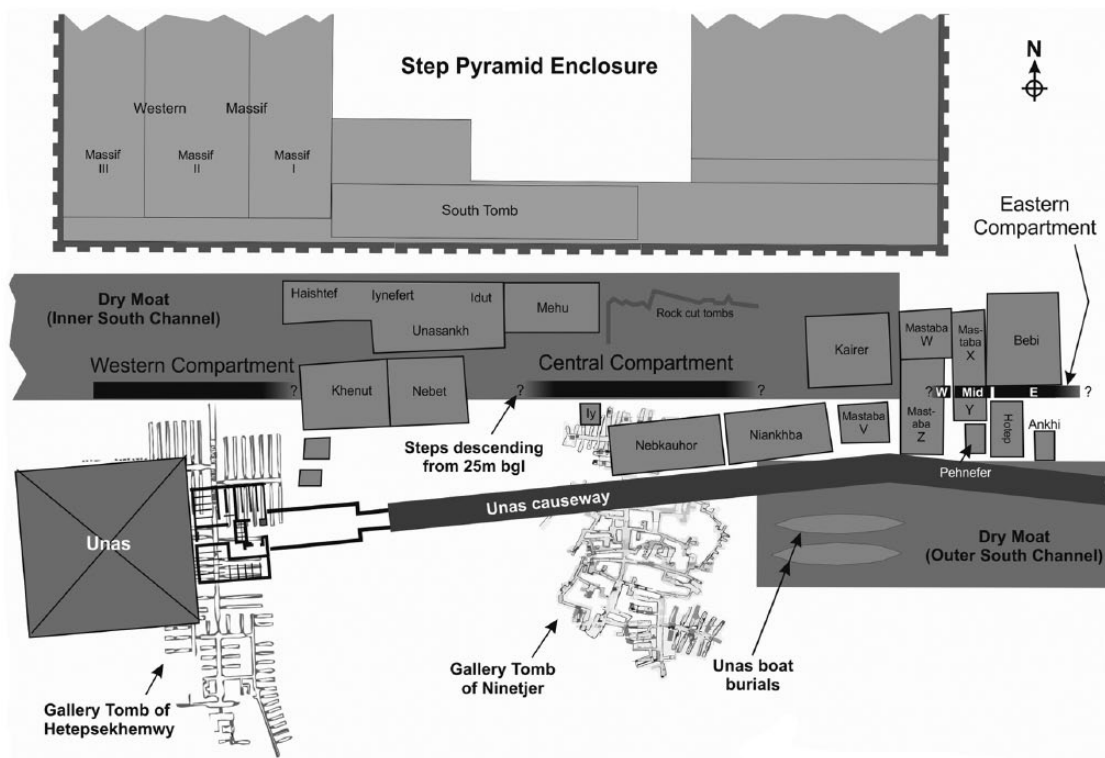 Step Pyramid Enclosure
N
Western Massif
Massif
III
Massif
II
Massif
I
South Tomb
Eastern
Compartment
Dry Moat
(Inner South Channel)
Haishtef
Iynefert
Idut
Unasankh
Mehu
Rock cut tombs
Kairer
Mastaba
W
Mas-
taba
X
Bebi
Western Compartment
?
Khenut
Nebet
Central Compartment
?
?
?
W
Mid
E
?
Steps descending
from 25m bgl
Iy
Nebkauhor
Niankhba
Mastaba
V
Mast-
aba
Z
Y
Hotep
Ankhi
Pehnefer
Unas causeway
Unas
Dry Moat
(Outer South Channel)
Gallery Tomb of
Hetepsekhemwy
Gallery Tomb
of Ninetjer
Unas boat
burials